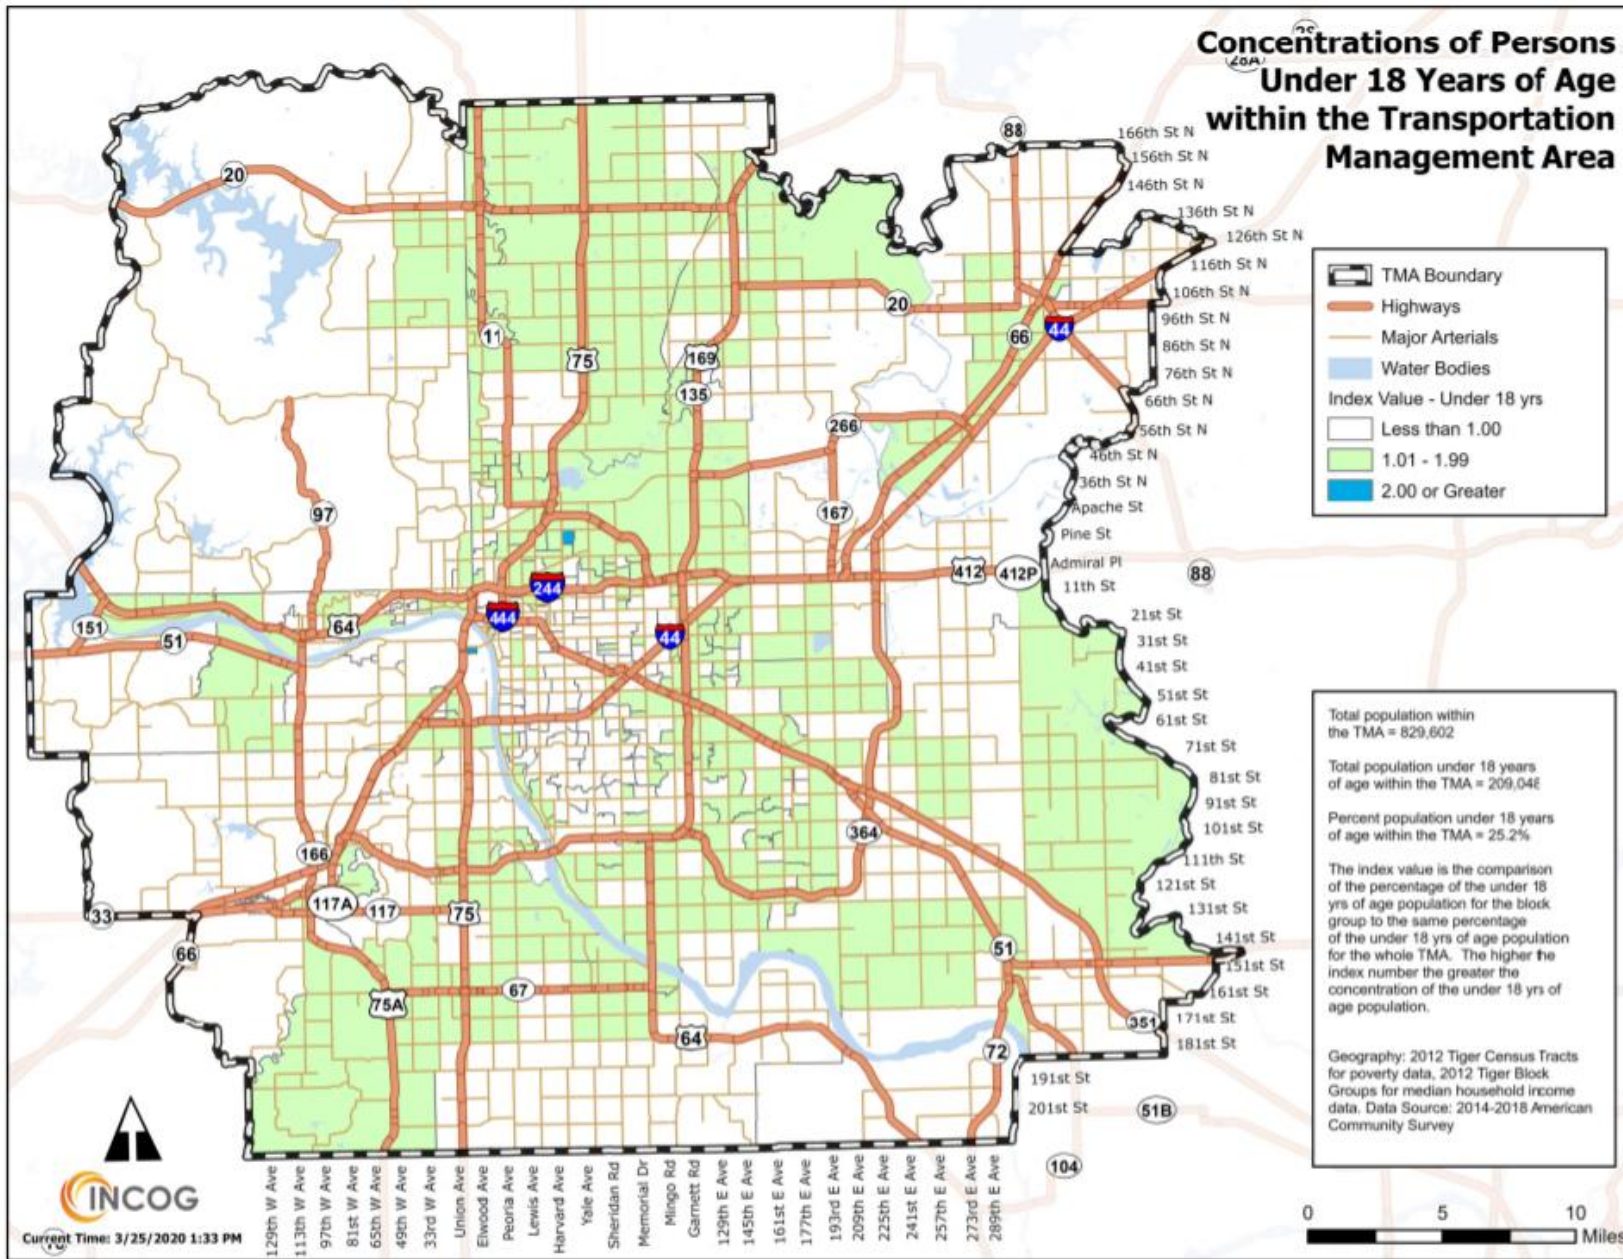 Concentrations of Persons
Under 18 Years of Age
within the Transportation
Management Area
28A
88
166th St N
156th St N
146th St N
136th St N
126th St N
116th St N
106th St N
96th St N
86th St N
76th St N
66th St N
56th St N
46th St N
36th St N
Apache St
Pine St
Admiral Pl
11th St
21st St
31st St
41st St
51st St
61st St
71st St
81st St
91st St
101st St
111th St
121st St
131st St
141st St
151st St
161st St
171st St
181st St
191st St
201st St
20
11
75
169
135
20
66
44
266
97
167
244
444
412
412P
88
151
51
64
44
166
364
33
117A
117
75
66
51
75A
67
64
351
72
51B
104
TMA Boundary
Highways
Major Arterials
Water Bodies
Index Value - Under 18 yrs
Less than 1.00
1.01 - 1.99
2.00 or Greater
Total population within
the TMA = 829,602
Total population under 18 years
of age within the TMA = 209,048
Percent population under 18 years
of age within the TMA = 25.2%
The index value is the comparison
of the percentage of the under 18
yrs of age population for the block
group to the same percentage
of the under 18 yrs of age population
for the whole TMA. The higher the
index number the greater the
concentration of the under 18 yrs of
age population.
Geography: 2012 Tiger Census Tracts
for poverty data, 2012 Tiger Block
Groups for median household income
data. Data Source: 2014-2018 American
Community Survey
INCOG
Current Time: 3/25/2020 1:33 PM
129th W Ave
113th W Ave
97th W Ave
81st W Ave
65th W Ave
49th W Ave
33rd W Ave
Union Ave
Elwood Ave
Peoria Ave
Lewis Ave
Harvard Ave
Yale Ave
Sheridan Rd
Memorial Dr
Mingo Rd
Garnett Rd
129th E Ave
145th E Ave
161st E Ave
177th E Ave
193rd E Ave
209th E Ave
225th E Ave
241st E Ave
257th E Ave
273rd E Ave
289th E Ave
0 5 10
Miles